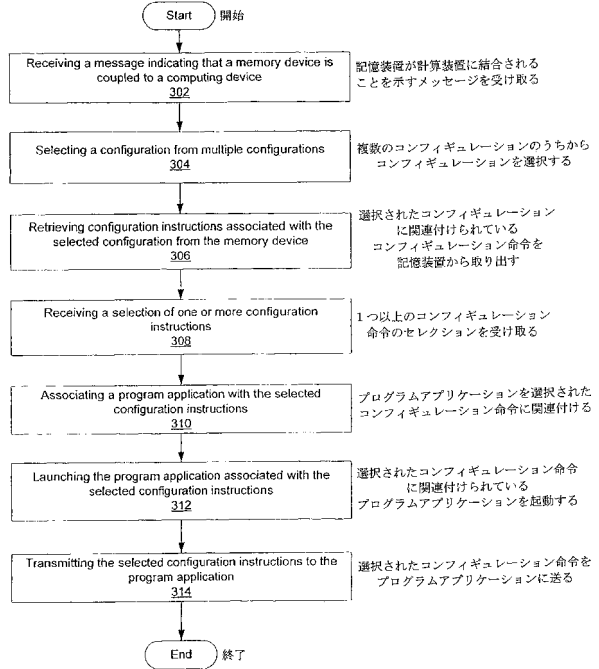 Start 開始
Receiving a message indicating that a memory device is
coupled to a computing device
302
記憶装置が計算装置に結合される
ことを示すメッセージを受け取る
Selecting a configuration from multiple configurations
304
複数のコンフィギュレーションのうちから
コンフィギュレーションを選択する
Retrieving configuration instructions associated with the
selected configuration from the memory device
306
選択されたコンフィギュレーション
に関連付けられている
コンフィギュレーション命令を
記憶装置から取り出す
Receiving a selection of one or more configuration
instructions
308
1つ以上のコンフィギュレーション
命令のセレクションを受け取る
Associating a program application with the selected
configuration instructions
310
プログラムアプリケーションを選択された
コンフィギュレーション命令に関連付ける
Launching the program application associated with the
selected configuration instructions
312
選択されたコンフィギュレーション命令
に関連付けられている
プログラムアプリケーションを起動する
Transmitting the selected configuration instructions to the
program application
314
選択されたコンフィギュレーション命令を
プログラムアプリケーションに送る
End 終了